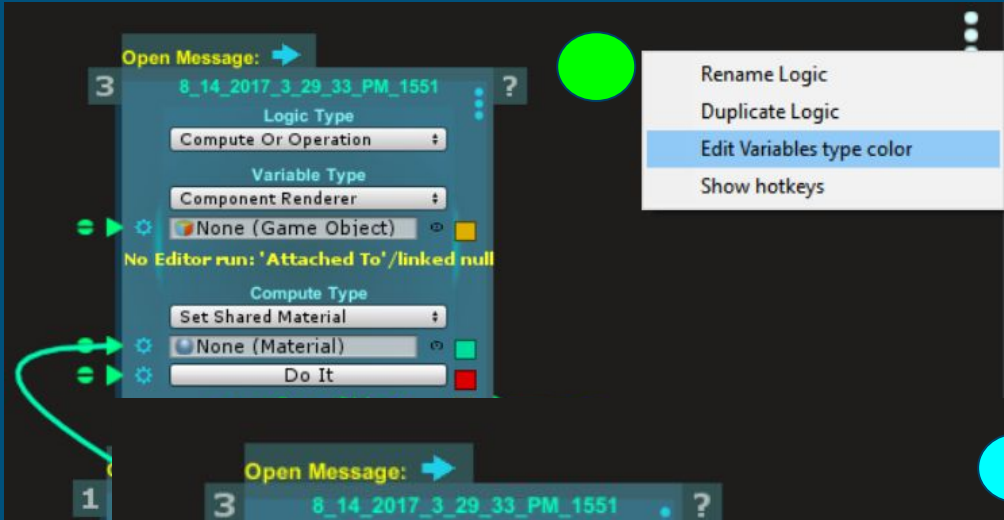 Open Message:
3
8_14_2017_3_29_33_PM_1551
?
Logic Type
Compute Or Operation
Variable Type
Component Renderer
None (Game Object)
No Editor run: 'Attached To'/linked null
Compute Type
Set Shared Material
None (Material)
Do It
Rename Logic
Duplicate Logic
Edit Variables type color
Show hotkeys
1
Open Message:
3
8_14_2017_3_29_33_PM_1551
?